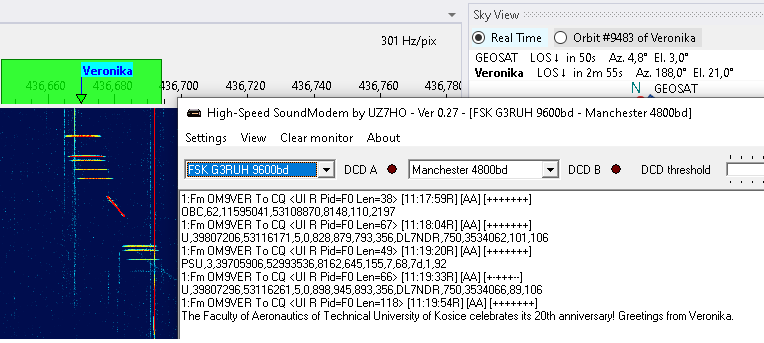 301 Hz/pix
Sky View
Real Time Orbit #9483 of Veronika
GEOSAT LOS↓ in 50s Az. 4,8° El. 3,0°
Veronika LOS↓ in 2m 55s Az. 188,0° El. 21,0°
N GEOSAT
Veronika
436,660 436,680 436,700 436,720 436,740 436,760 436,780
High-Speed SoundModem by UZ7HO - Ver 0.27 - [FSK G3RUH 9600bd - Manchester 4800bd]
Settings View Clear monitor About
FSK G3RUH 9600bd DCD A Manchester 4800bd DCD B DCD threshold
1:Fm OM9VER To CQ <UI R Pid=F0 Len=38> [11:17:59R] [AA] [+++++++]
OBC,62,11595041,53108870,8148,110,2197
1:Fm OM9VER To CQ <UI R Pid=F0 Len=67> [11:18:04R] [AA] [+++++++]
U,39807206,53116171,5,0,828,879,793,356,DL7NDR,750,3534062,101,106
1:Fm OM9VER To CQ <UI R Pid=F0 Len=49> [11:19:20R] [AA] [+++++++]
PSU,3,39705906,52993536,8162,645,155,7,68,7d,1,92
1:Fm OM9VER To CQ <UI R Pid=F0 Len=66> [11:19:33R] [AA] [+-++++--]
U,39807296,53116261,5,0,898,945,893,356,DL7NDR,750,3534066,89,106
1:Fm OM9VER To CQ <UI R Pid=F0 Len=118> [11:19:54R] [AA] [+++++++]
The Faculty of Aeronautics of Technical University of Kosice celebrates its 20th anniversary! Greetings from Veronika.